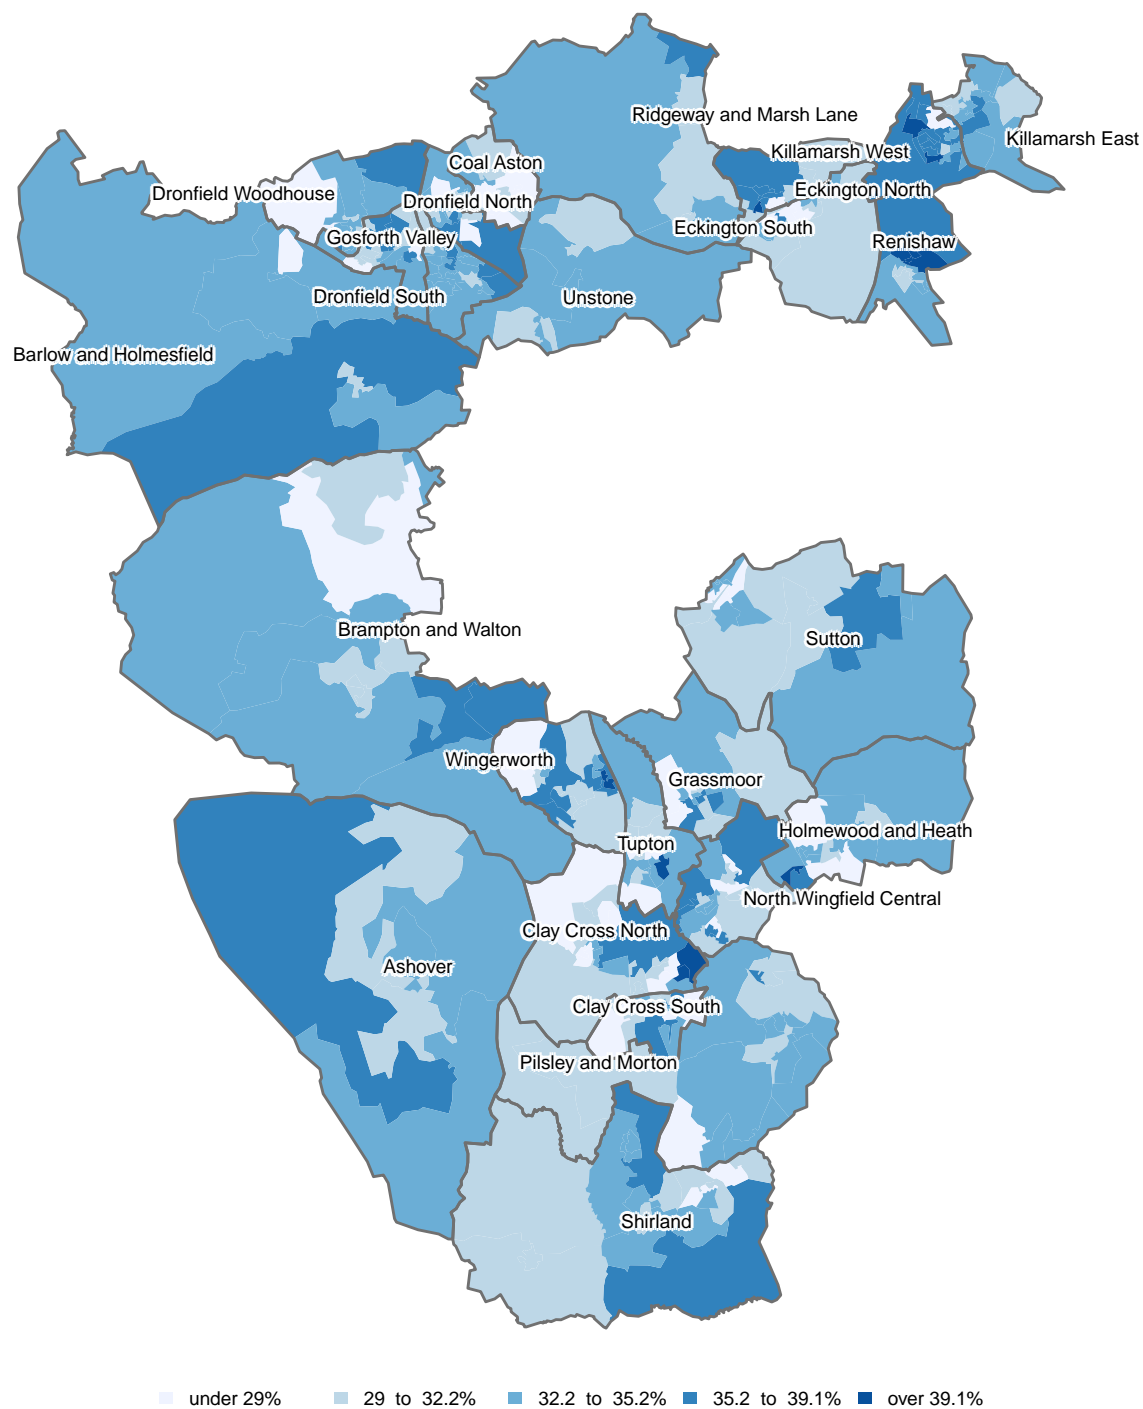 Ridgeway and Marsh Lane
Killamarsh East
Killamarsh West
Coal Aston
Eckington North
Dronfield Woodhouse
Dronfield North
Eckington South
Gosforth Valley
Renishaw
Dronfield South
Unstone
Barlow and Holmesfield
Brampton and Walton
Sutton
Wingerworth
Grassmoor
Holmewood and Heath
Tupton
North Wingfield Central
Clay Cross North
Ashover
Clay Cross South
Pilsley and Morton
Shirland
under 29% 29 to 32.2% 32.2 to 35.2% 35.2 to 39.1% over 39.1%